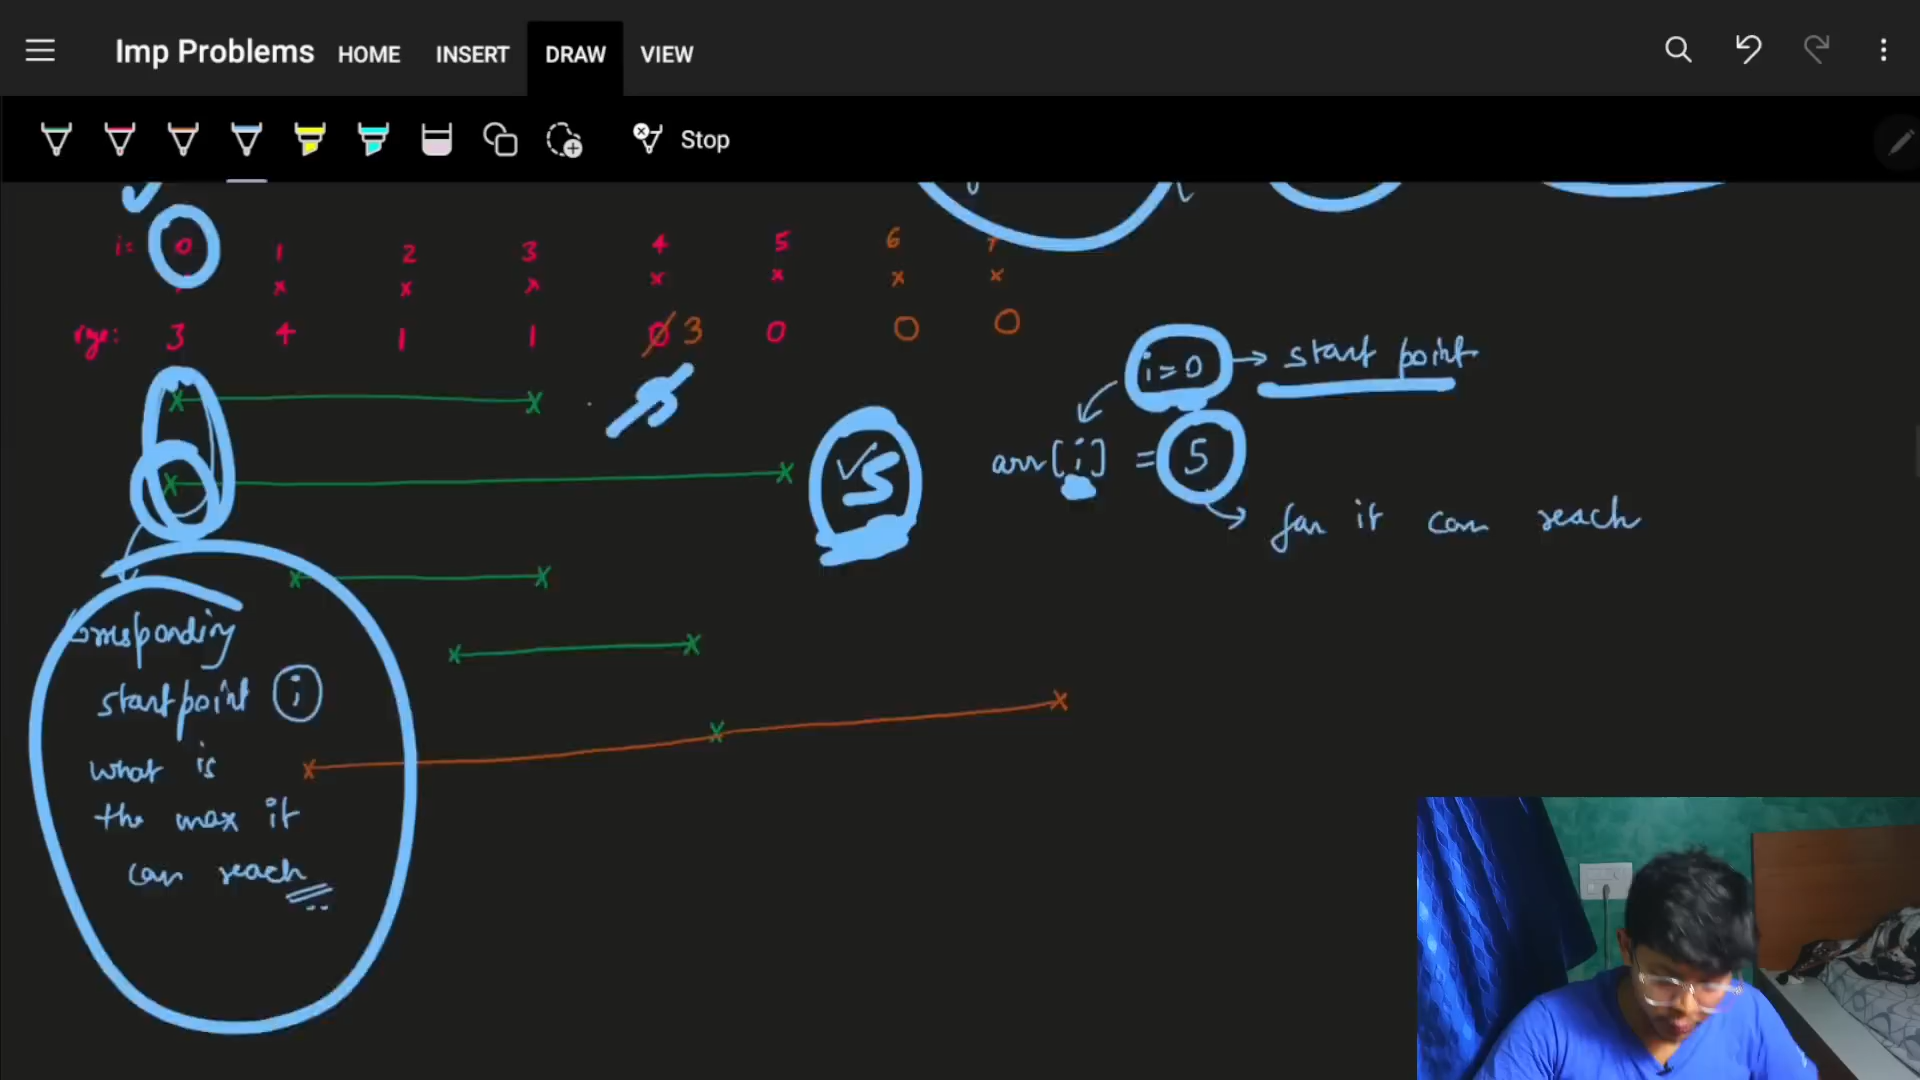 Imp Problems HOME INSERT DRAW VIEW
Stop
i= 0 1 2 3 4 5 6 7
x x x x x x x
rge: 3 4 1 1 0 3 0 0 0
i=0 → start point
arr[i] = 5
far it can reach
5
corresponding
start point i
what is
the max it
can reach